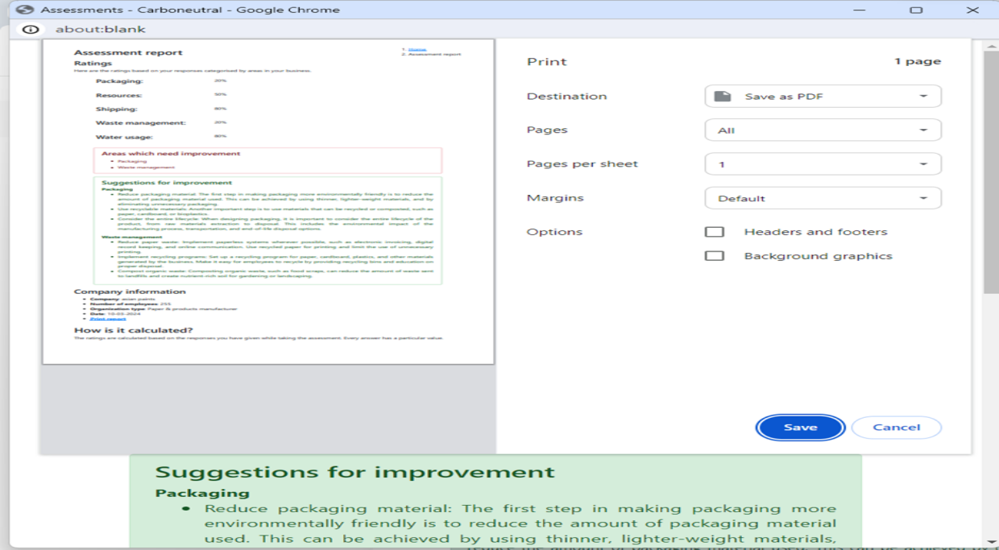 Assessments - Carboneutral - Google Chrome
about:blank
Assessment report
1. Home
2. Assessment report
Ratings
Here are the ratings based on your responses categorised by areas in your business.
Packaging: 20%
Resources: 50%
Shipping: 80%
Waste management: 20%
Water usage: 80%
Areas which need improvement
• Packaging
• Waste management
Suggestions for improvement
Packaging
• Reduce packaging material: The first step in making packaging more environmentally friendly is to reduce the
amount of packaging material used. This can be achieved by using thinner, lighter-weight materials, and by
eliminating unnecessary packaging.
• Use recyclable materials: Another important step is to use materials that can be recycled or composted, such as
paper, cardboard, or bioplastics.
• Consider the entire lifecycle: When designing packaging, it is important to consider the entire lifecycle of the
product, from raw materials extraction to disposal. This includes the environmental impact of the
manufacturing process, transportation, and end-of-life disposal options.
Waste management
• Reduce paper waste: Implement paperless systems wherever possible, such as electronic invoicing, digital
record keeping, and online communication. Use recycled paper for printing and limit the use of unnecessary
printing.
• Implement recycling programs: Set up a recycling program for paper, cardboard, plastics, and other materials
generated by the business. Make it easy for employees to recycle by providing recycling bins and education on
proper disposal.
• Compost organic waste: Composting organic waste, such as food scraps, can reduce the amount of waste sent
to landfills and create nutrient-rich soil for gardening or landscaping.
Company information
• Company: asian paints
• Number of employees: 255
• Organization type: Paper & products manufacturer
• Date: 10-05-2024
• Print report
How is it calculated?
The ratings are calculated based on the responses you have given while taking the assessment. Every answer has a particular value
Print
1 page
Destination
Save as PDF
Pages
All
Pages per sheet
1
Margins
Default
Options
Headers and footers
Background graphics
Save
Cancel
Suggestions for improvement
Packaging
• Reduce packaging material: The first step in making packaging more
environmentally friendly is to reduce the amount of packaging material
used. This can be achieved by using thinner, lighter-weight materials,